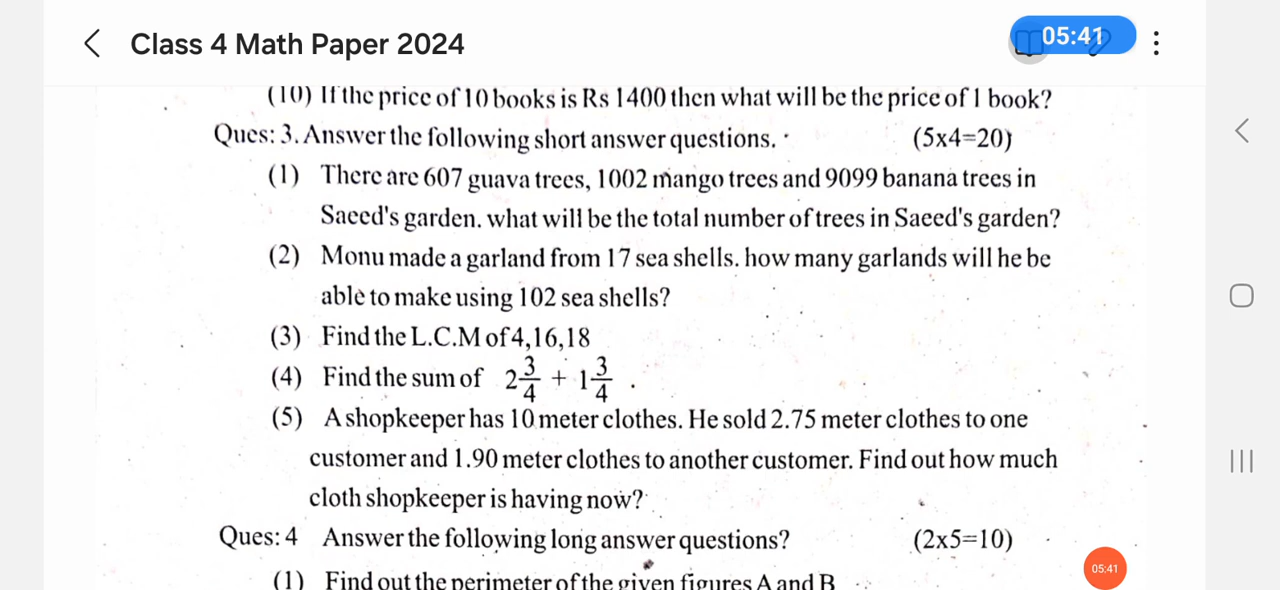 Class 4 Math Paper 2024
05:41
(10) If the price of 10 books is Rs 1400 then what will be the price of 1 book?
Ques: 3. Answer the following short answer questions. (5x4=20)
(1) There are 607 guava trees, 1002 mango trees and 9099 banana trees in
Saeed's garden. what will be the total number of trees in Saeed's garden?
(2) Monu made a garland from 17 sea shells. how many garlands will he be
able to make using 102 sea shells?
(3) Find the L.C.M of 4,16,18
(4) Find the sum of 2 3/4 + 1 3/4 .
(5) A shopkeeper has 10 meter clothes. He sold 2.75 meter clothes to one
customer and 1.90 meter clothes to another customer. Find out how much
cloth shopkeeper is having now?
Ques: 4 Answer the following long answer questions? (2x5=10)
(1) Find out the perimeter of the given figures A and B
05:41